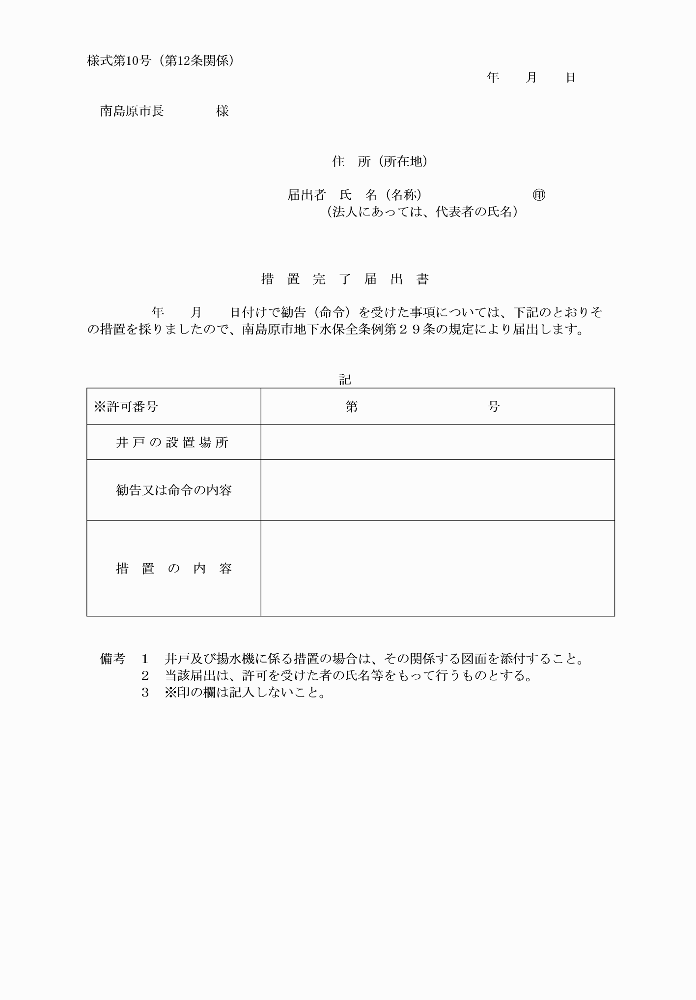 様式第10号（第12条関係）
年　　月　　日
南島原市長　　　　様
住　所（所在地）
届出者　氏　名（名称）　　　　　　　　㊞
（法人にあっては、代表者の氏名）
措　置　完　了　届　出　書
年　　月　　日付けで勧告（命令）を受けた事項については、下記のとおりそ
の措置を採りましたので、南島原市地下水保全条例第２９条の規定により届出します。
記
※許可番号　　第　　　　　　　　　　号
井戸の設置場所
勧告又は命令の内容
措　置　の　内　容
備考　１　井戸及び揚水機に係る措置の場合は、その関係する図面を添付すること。
２　当該届出は、許可を受けた者の氏名等をもって行うものとする。
３　※印の欄は記入しないこと。